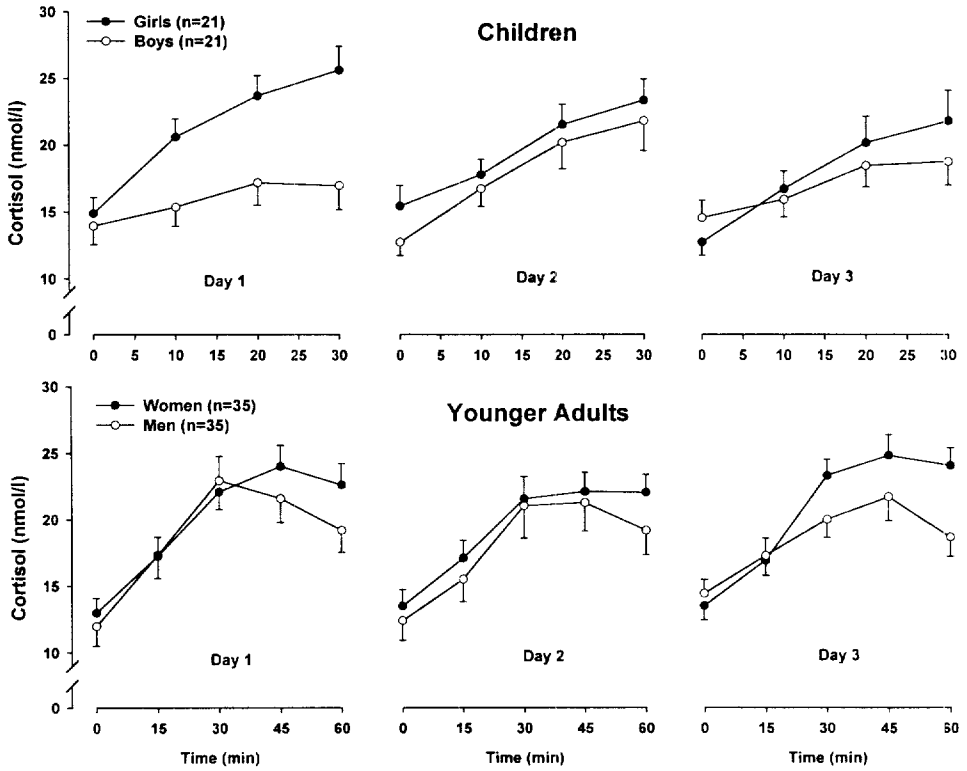 Girls (n=21)
Boys (n=21)
Children
Cortisol (nmol/l)
30
25
20
15
10
0
Day 1
Day 2
Day 3
0 5 10 15 20 25 30
0 5 10 15 20 25 30
0 5 10 15 20 25 30
Women (n=35)
Men (n=35)
Younger Adults
Cortisol (nmol/l)
30
25
20
15
10
0
Day 1
Day 2
Day 3
0 15 30 45 60
0 15 30 45 60
0 15 30 45 60
Time (min)
Time (min)
Time (min)